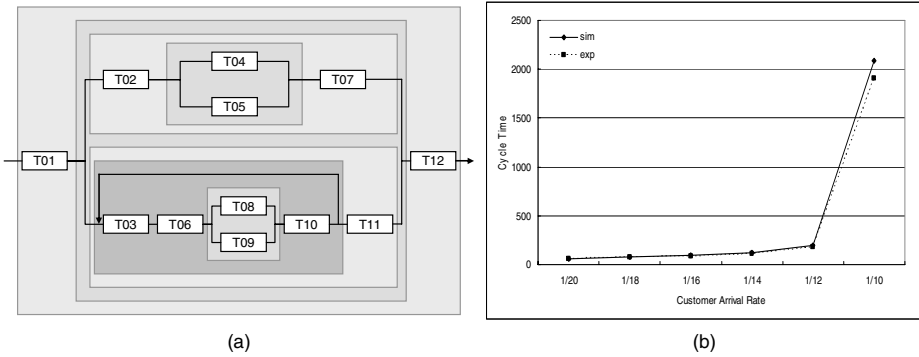 T01
T02
T04
T05
T07
T03
T06
T08
T09
T10
T11
T12
(a)
sim
exp
Cycle Time
2500
2000
1500
1000
500
0
1/20 1/18 1/16 1/14 1/12 1/10
Customer Arrival Rate
(b)